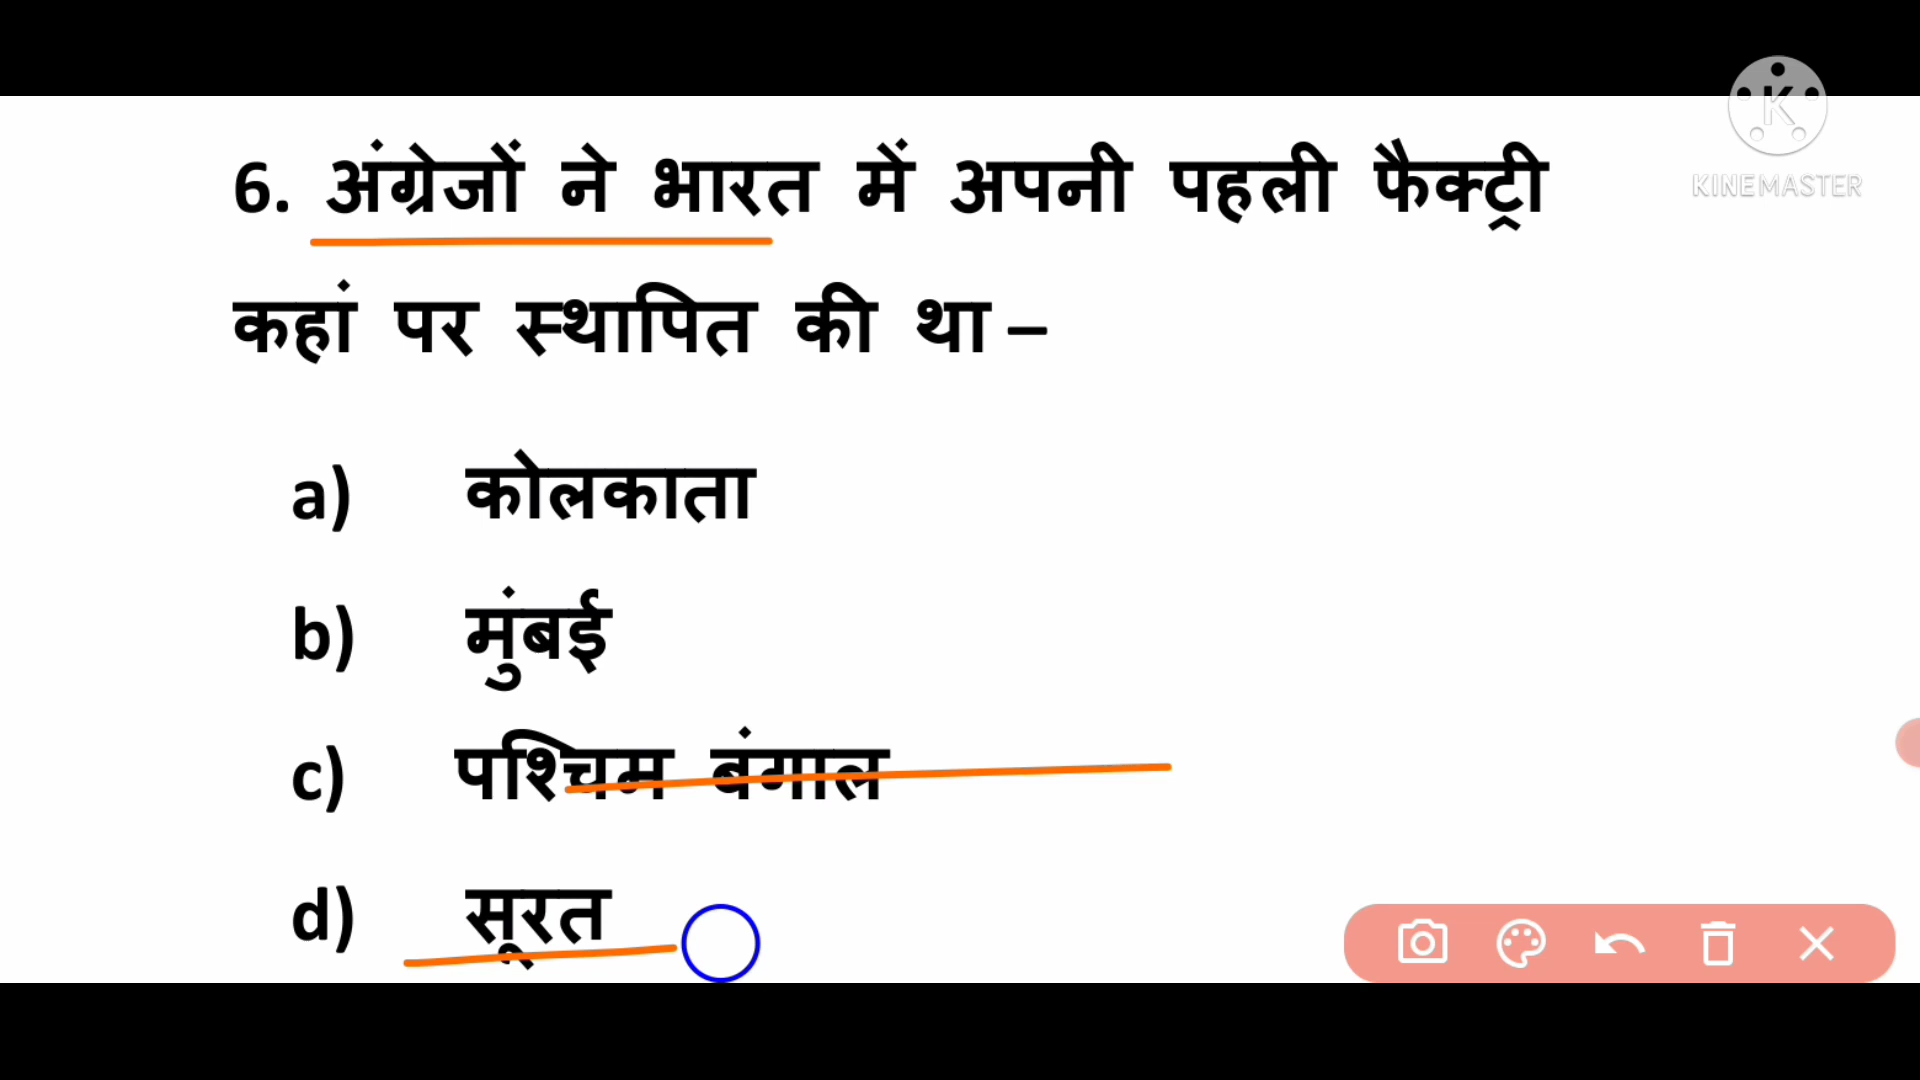 6. अंग्रेजों ने भारत में अपनी पहली फैक्ट्री
कहां पर स्थापित की था –
a) कोलकाता
b) मुंबई
c) पश्चिम बंगाल
d) सूरत
K
KINEMASTER